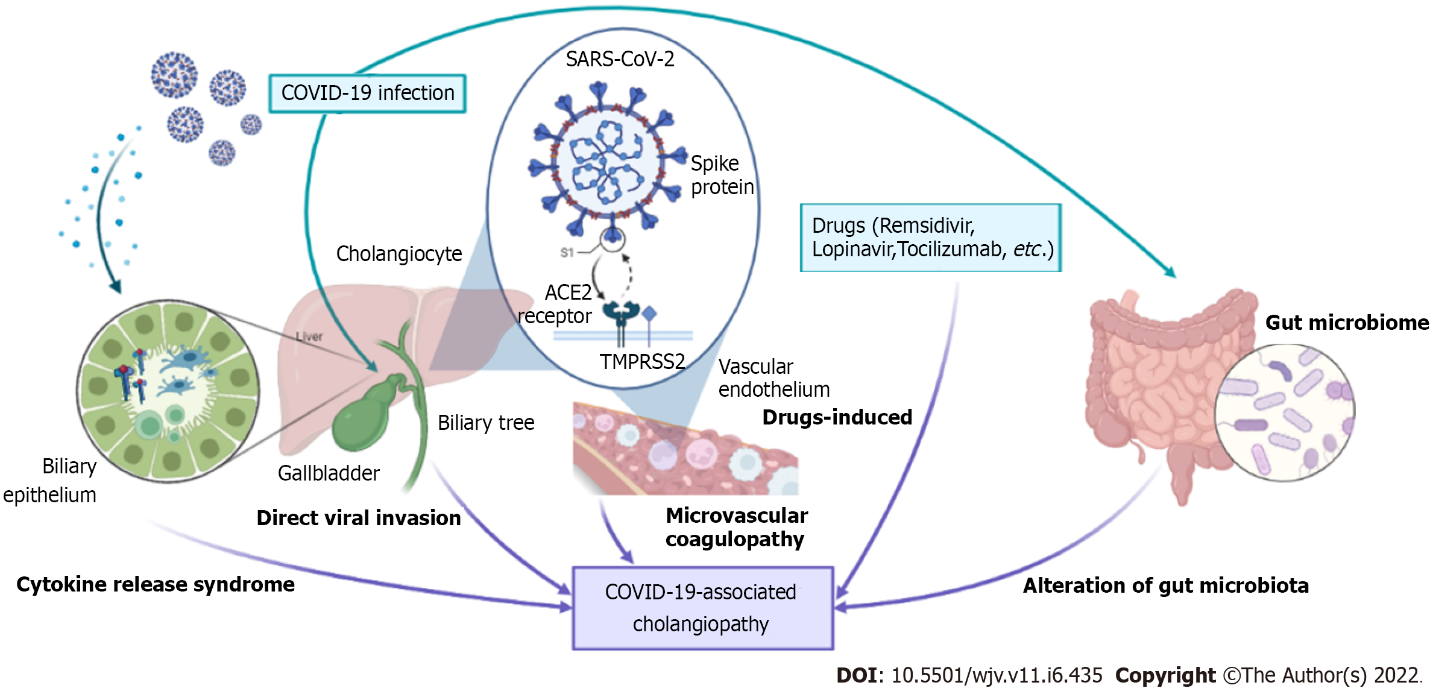 SARS-CoV-2
COVID-19 infection
Spike
protein
S1
Drugs (Remsidivir,
Lopinavir,Tocilizumab, etc.)
Cholangiocyte
ACE2
receptor
TMPRSS2
Liver
Gut microbiome
Vascular
endothelium
Drugs-induced
Biliary tree
Gallbladder
Biliary
epithelium
Direct viral invasion
Microvascular
coagulopathy
Cytokine release syndrome
COVID-19-associated
cholangiopathy
Alteration of gut microbiota
DOI: 10.5501/wjv.v11.i6.435 Copyright ©The Author(s) 2022.